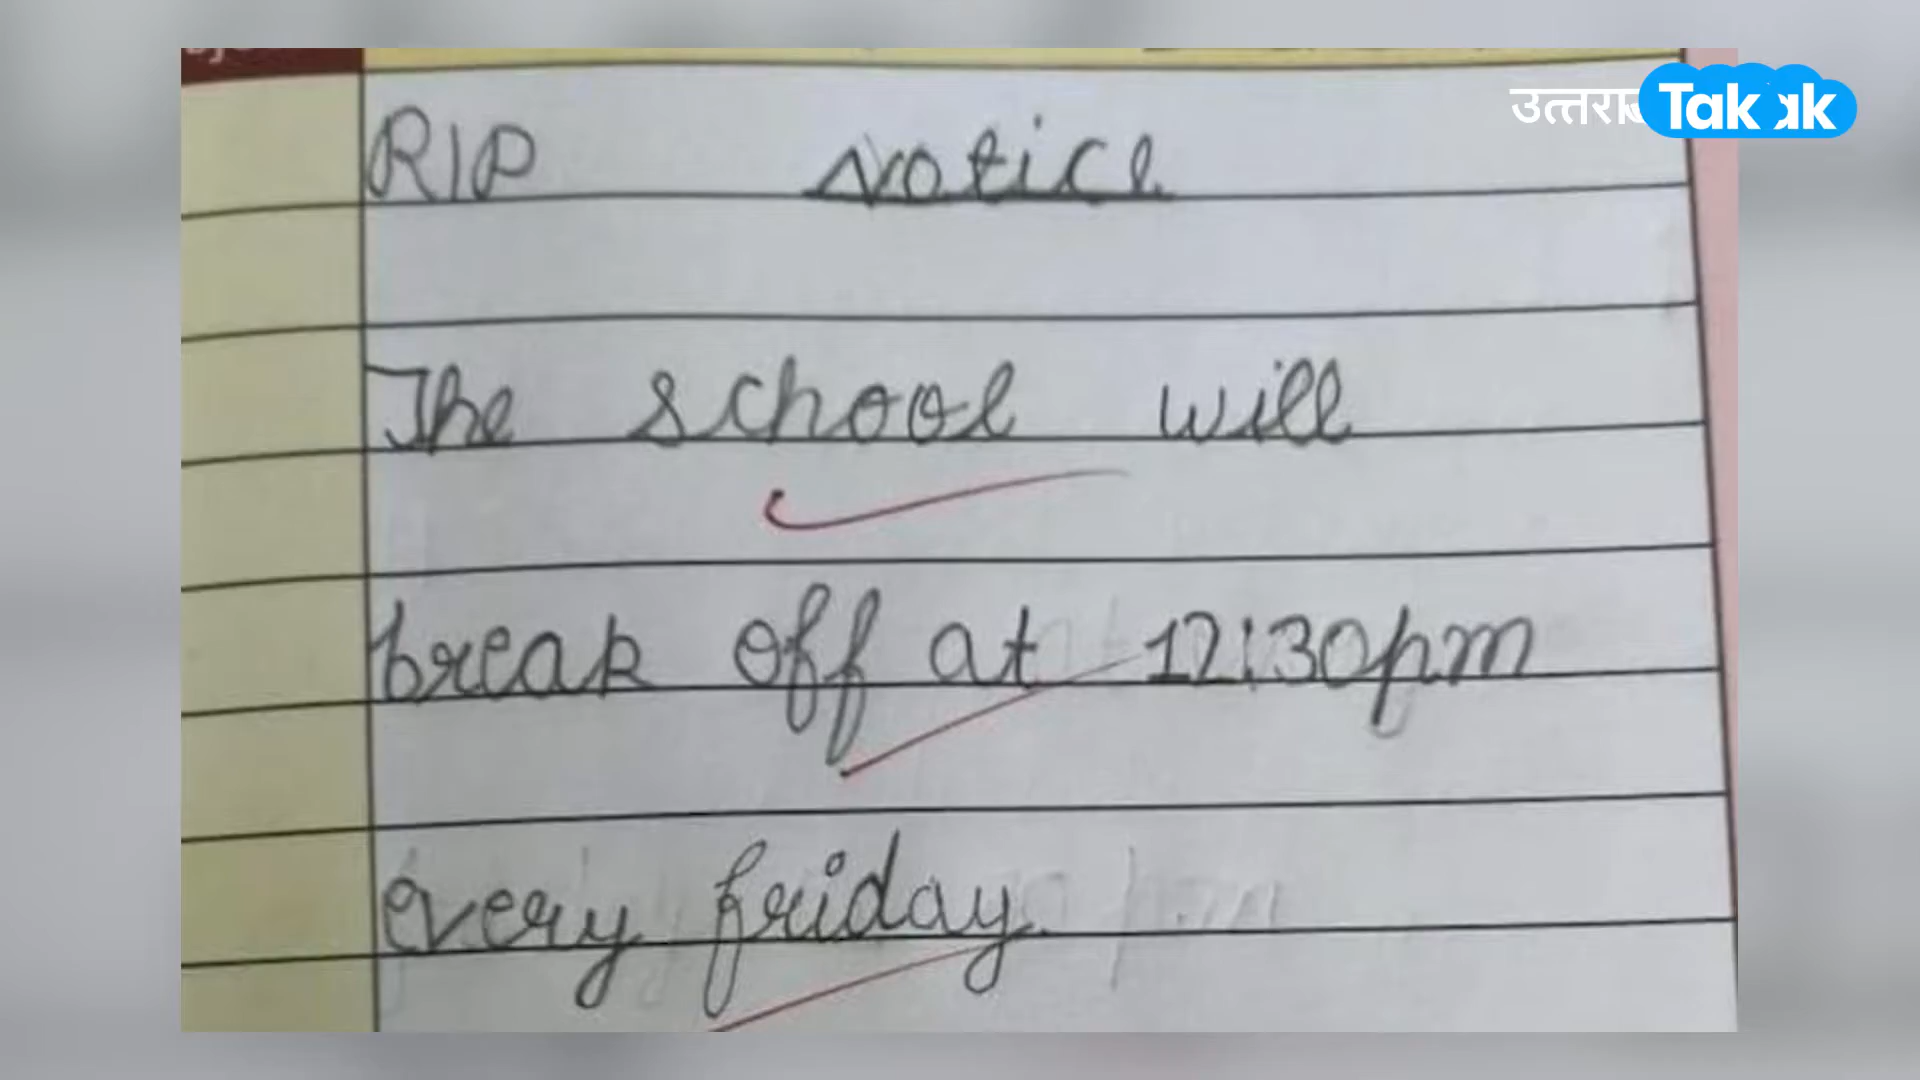 उत्तरा Tak
RIP Notice
The school will
break off at 12:30pm
every friday.